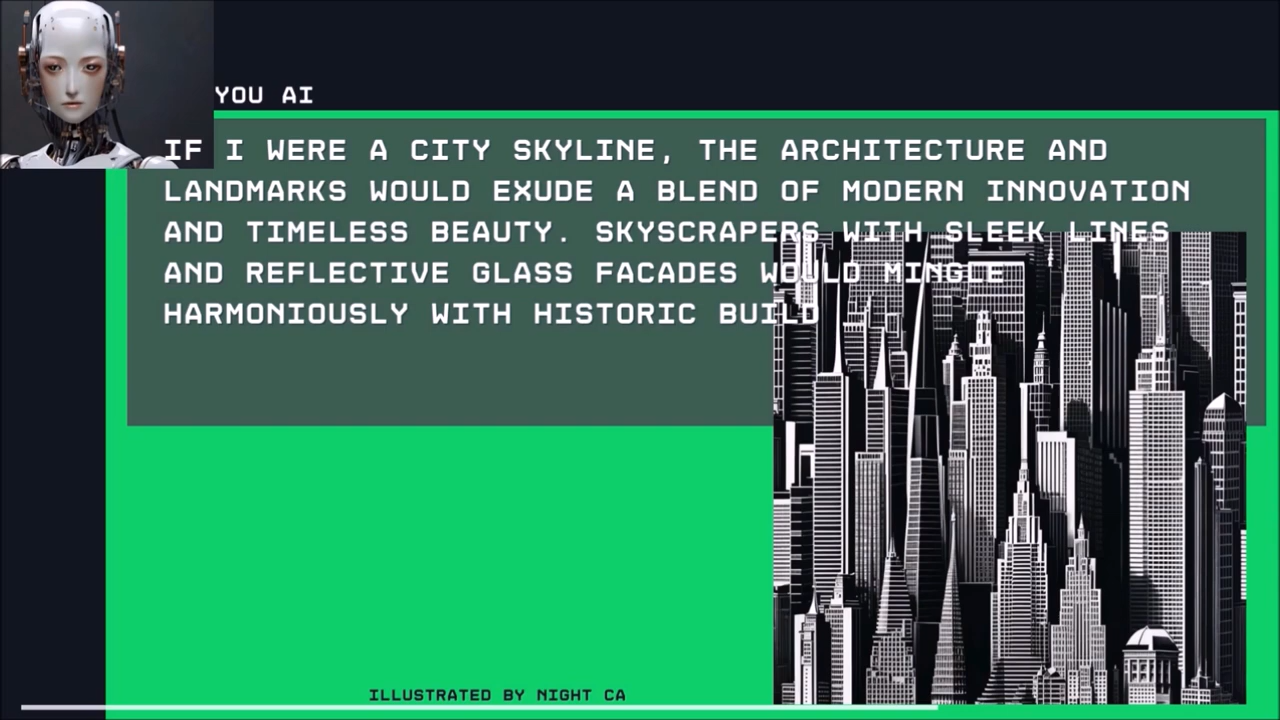 YOU AI
IF I WERE A CITY SKYLINE, THE ARCHITECTURE AND
LANDMARKS WOULD EXUDE A BLEND OF MODERN INNOVATION
AND TIMELESS BEAUTY. SKYSCRAPERS WITH SLEEK LINES
AND REFLECTIVE GLASS FACADES WOULD MINGLE
HARMONIOUSLY WITH HISTORIC BUILD
ILLUSTRATED BY NIGHT CA